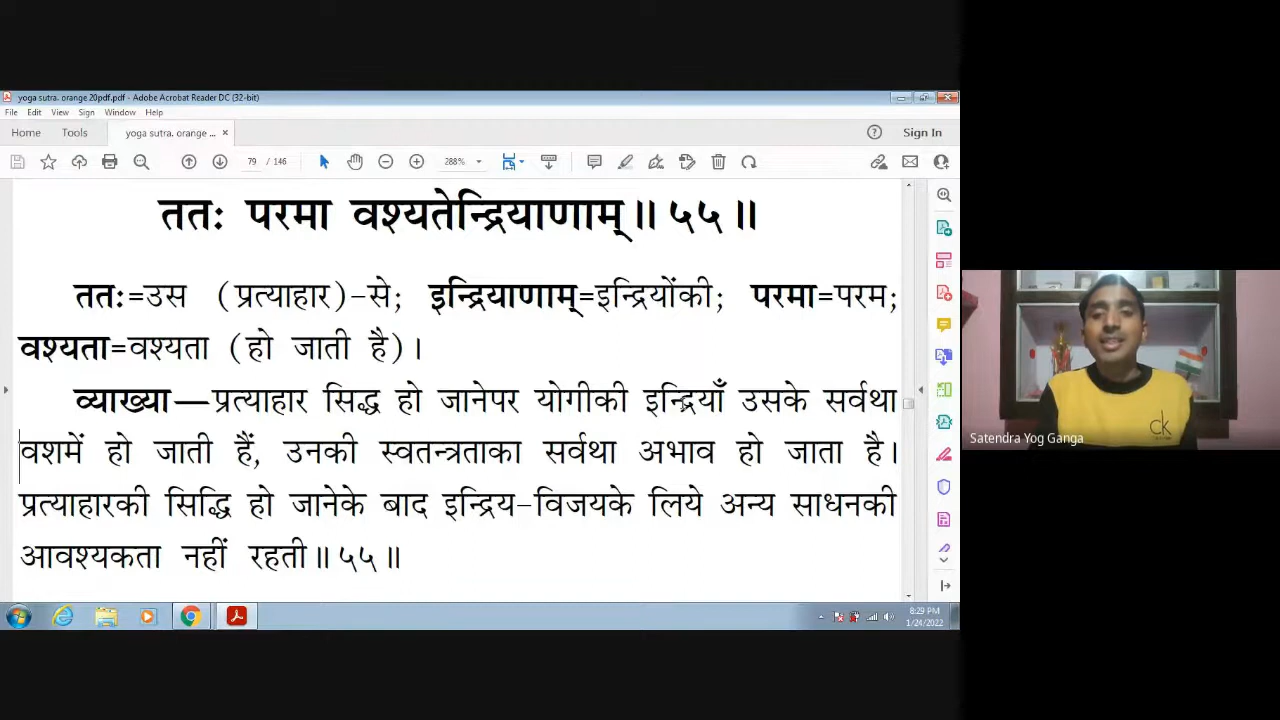 yoga sutra. orange 20pdf.pdf - Adobe Acrobat Reader DC (32-bit)
File Edit View Sign Window Help
Home Tools yoga sutra. orange ... × Sign In
79 / 146 288%
ततः परमा वश्यतेन्द्रियाणाम्॥ ५५॥
ततः=उस (प्रत्याहार)-से; इन्द्रियाणाम्=इन्द्रियोंकी; परमा=परम;
वश्यता=वश्यता (हो जाती है)।
व्याख्या—प्रत्याहार सिद्ध हो जानेपर योगीकी इन्द्रियाँ उसके सर्वथा
वशमें हो जाती हैं, उनकी स्वतन्त्रताका सर्वथा अभाव हो जाता है।
प्रत्याहारकी सिद्धि हो जानेके बाद इन्द्रिय-विजयके लिये अन्य साधनकी
आवश्यकता नहीं रहती॥ ५५॥
ck
Satendra Yog Ganga
8:29 PM
1/24/2022